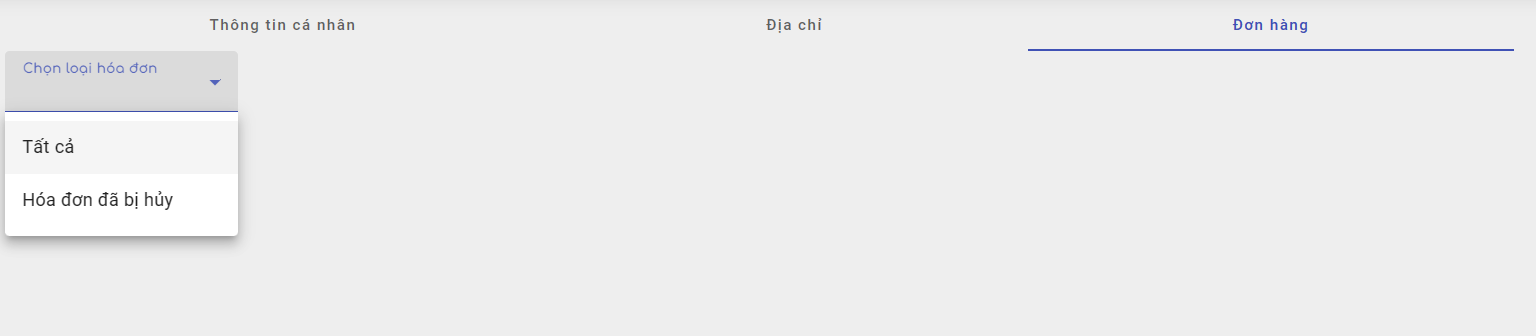 Thông tin cá nhân
Địa chỉ
Đơn hàng
Chọn loại hóa đơn
Tất cả
Hóa đơn đã bị hủy